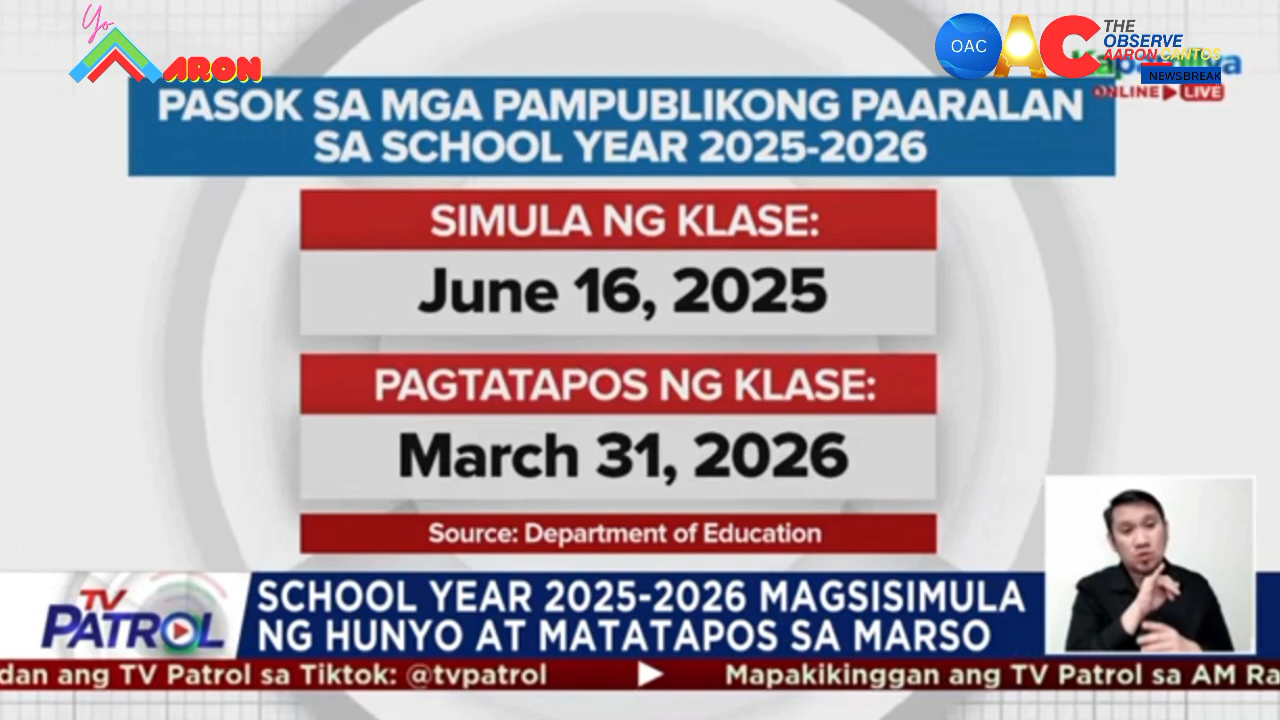 Yo
AARON
OAC
OAC
THE
OBSERVE
AARON CANTOS
NEWSBREAK
ONLINE LIVE
PASOK SA MGA PAMPUBLIKONG PAARALAN
SA SCHOOL YEAR 2025-2026
SIMULA NG KLASE:
June 16, 2025
PAGTATAPOS NG KLASE:
March 31, 2026
Source: Department of Education
TV
PATROL
SCHOOL YEAR 2025-2026 MAGSISIMULA
NG HUNYO AT MATATAPOS SA MARSO
dan ang TV Patrol sa Tiktok: @tvpatrol Mapakikinggan ang TV Patrol sa AM Ra